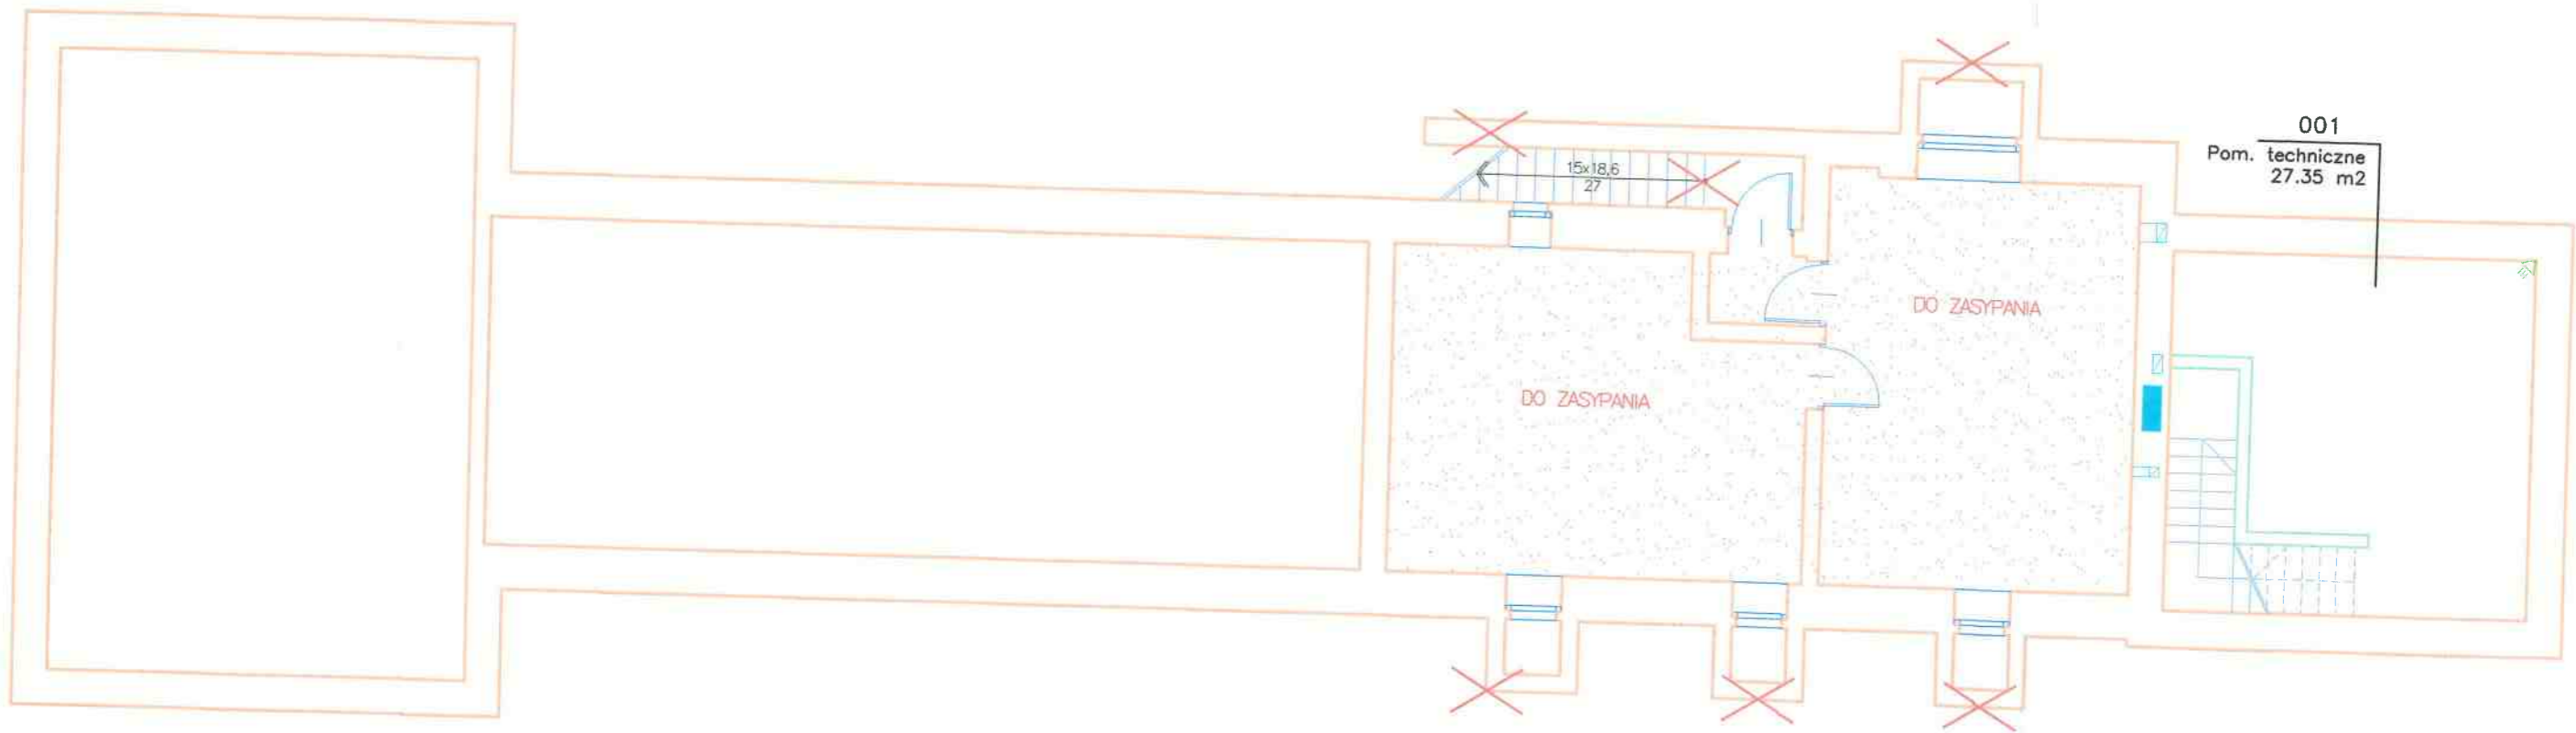 001
Pom. techniczne
27.35 m2
15x18,6
27
DO ZASYPANIA
DO ZASYPANIA